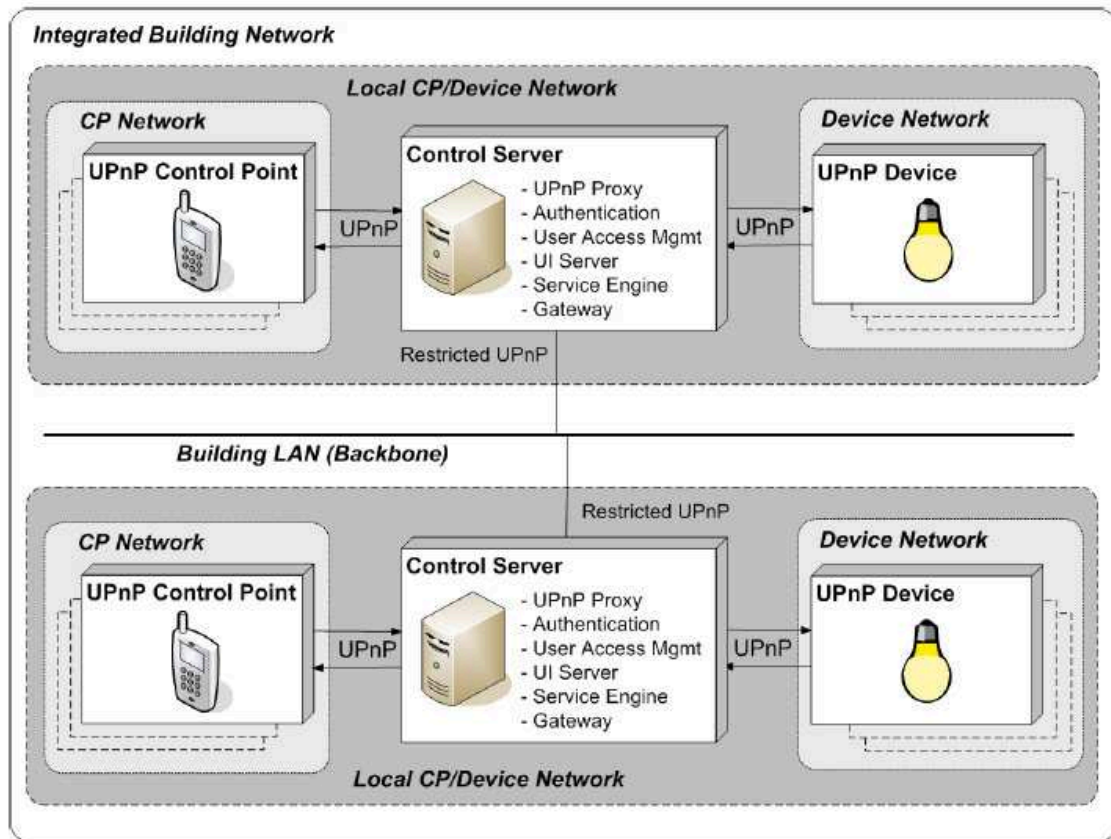 Integrated Building Network
Local CP/Device Network
CP Network
UPnP Control Point
UPnP
Control Server
- UPnP Proxy
- Authentication
- User Access Mgmt
- UI Server
- Service Engine
- Gateway
UPnP
Device Network
UPnP Device
Restricted UPnP
Building LAN (Backbone)
Restricted UPnP
CP Network
UPnP Control Point
UPnP
Control Server
- UPnP Proxy
- Authentication
- User Access Mgmt
- UI Server
- Service Engine
- Gateway
UPnP
Device Network
UPnP Device
Local CP/Device Network